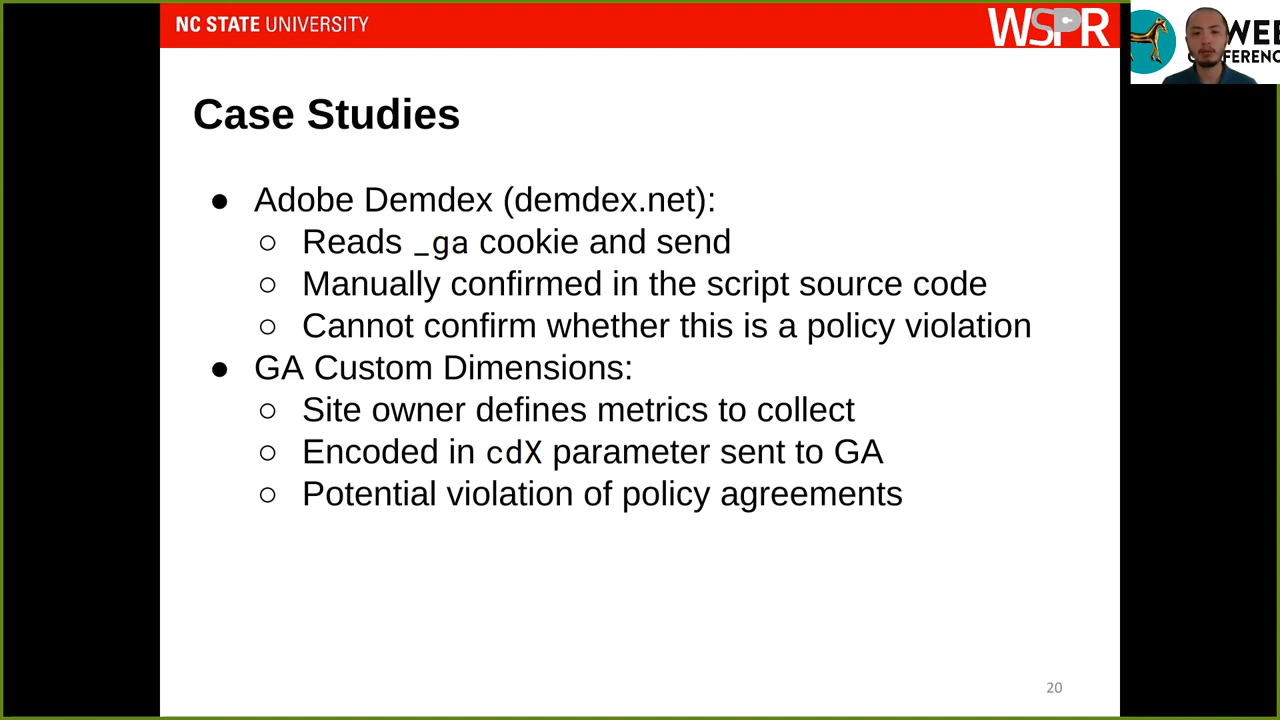 NC STATE UNIVERSITY
WSPR
WEB
CONFERENC
Case Studies
● Adobe Demdex (demdex.net):
○ Reads _ga cookie and send
○ Manually confirmed in the script source code
○ Cannot confirm whether this is a policy violation
● GA Custom Dimensions:
○ Site owner defines metrics to collect
○ Encoded in cdX parameter sent to GA
○ Potential violation of policy agreements
20